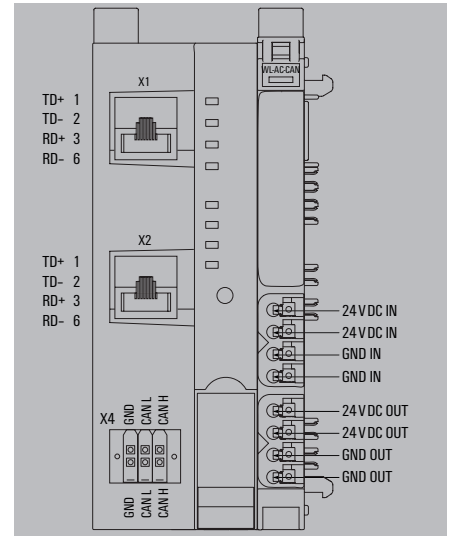 WL-AC-CAN
X1
TD+ 1
TD- 2
RD+ 3
RD- 6
X2
TD+ 1
TD- 2
RD+ 3
RD- 6
24 V DC IN
24 V DC IN
GND IN
GND IN
24 V DC OUT
24 V DC OUT
GND OUT
GND OUT
X4
GND
CAN L
CAN H
GND
CAN L
CAN H